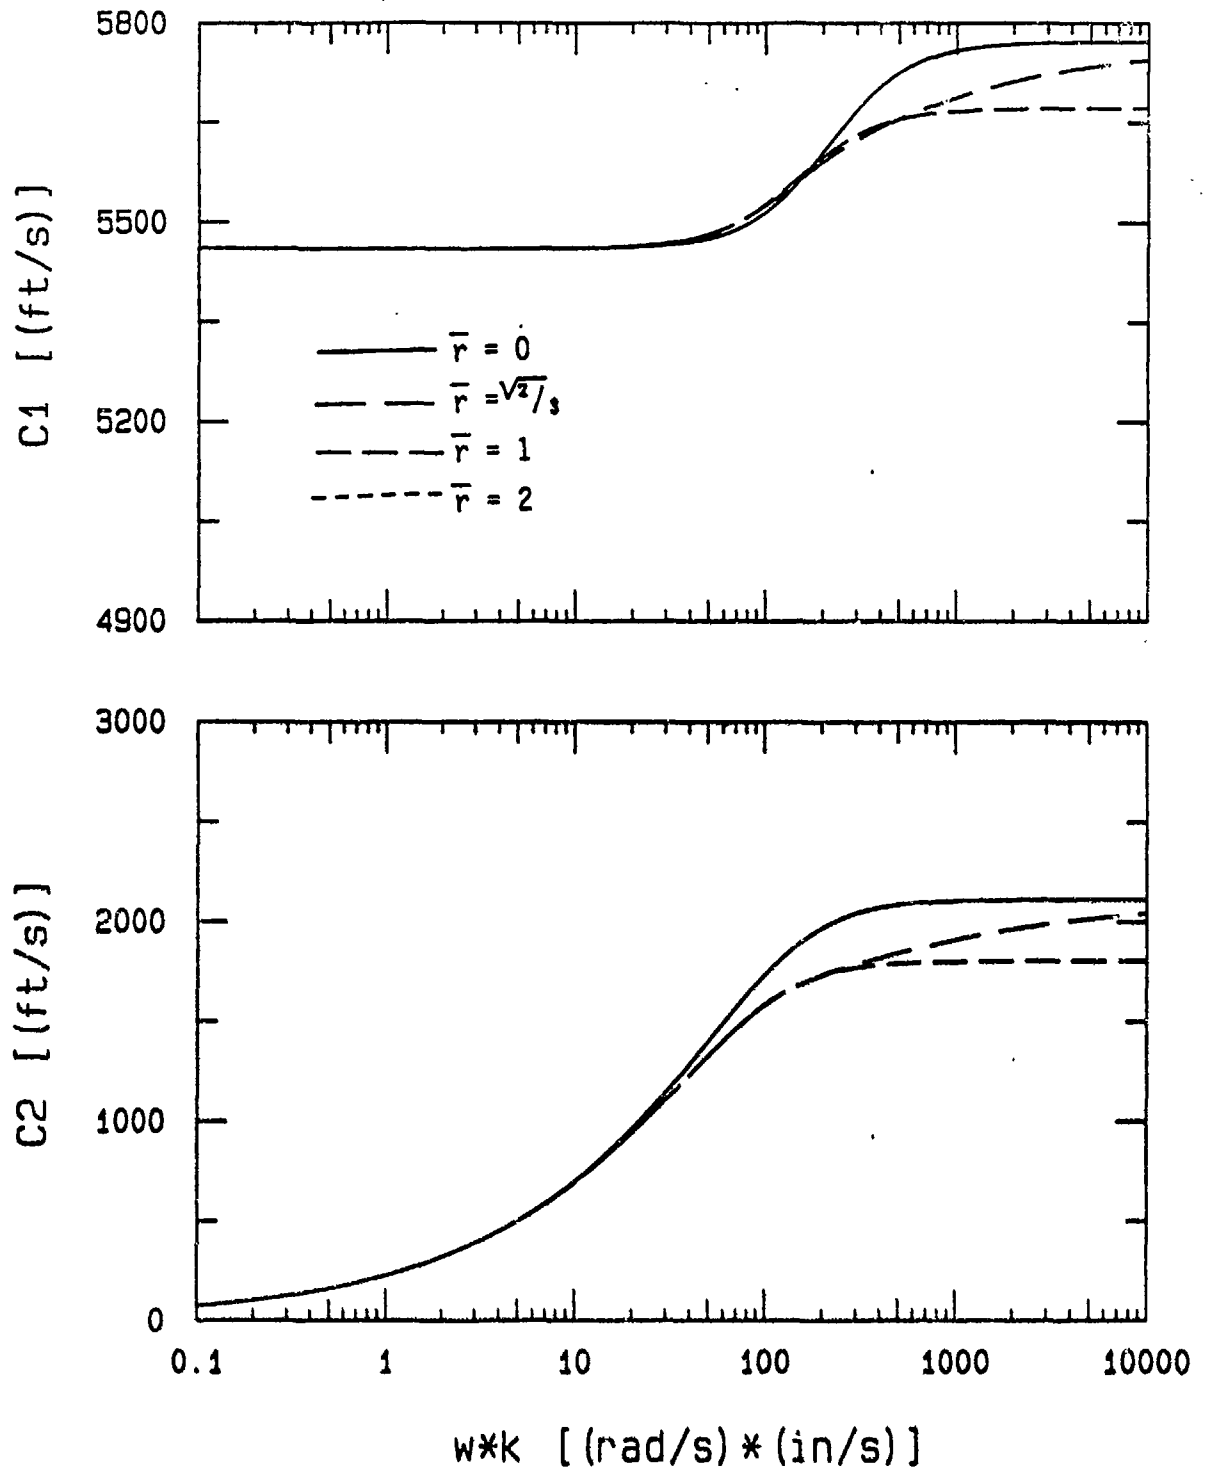 5800
5500
5200
4900
C1 [(ft/s)]
r̅ = 0
r̅ = √2/3
r̅ = 1
r̅ = 2
3000
2000
1000
0
C2 [(ft/s)]
0.1 1 10 100 1000 10000
w*k [(rad/s)*(in/s)]